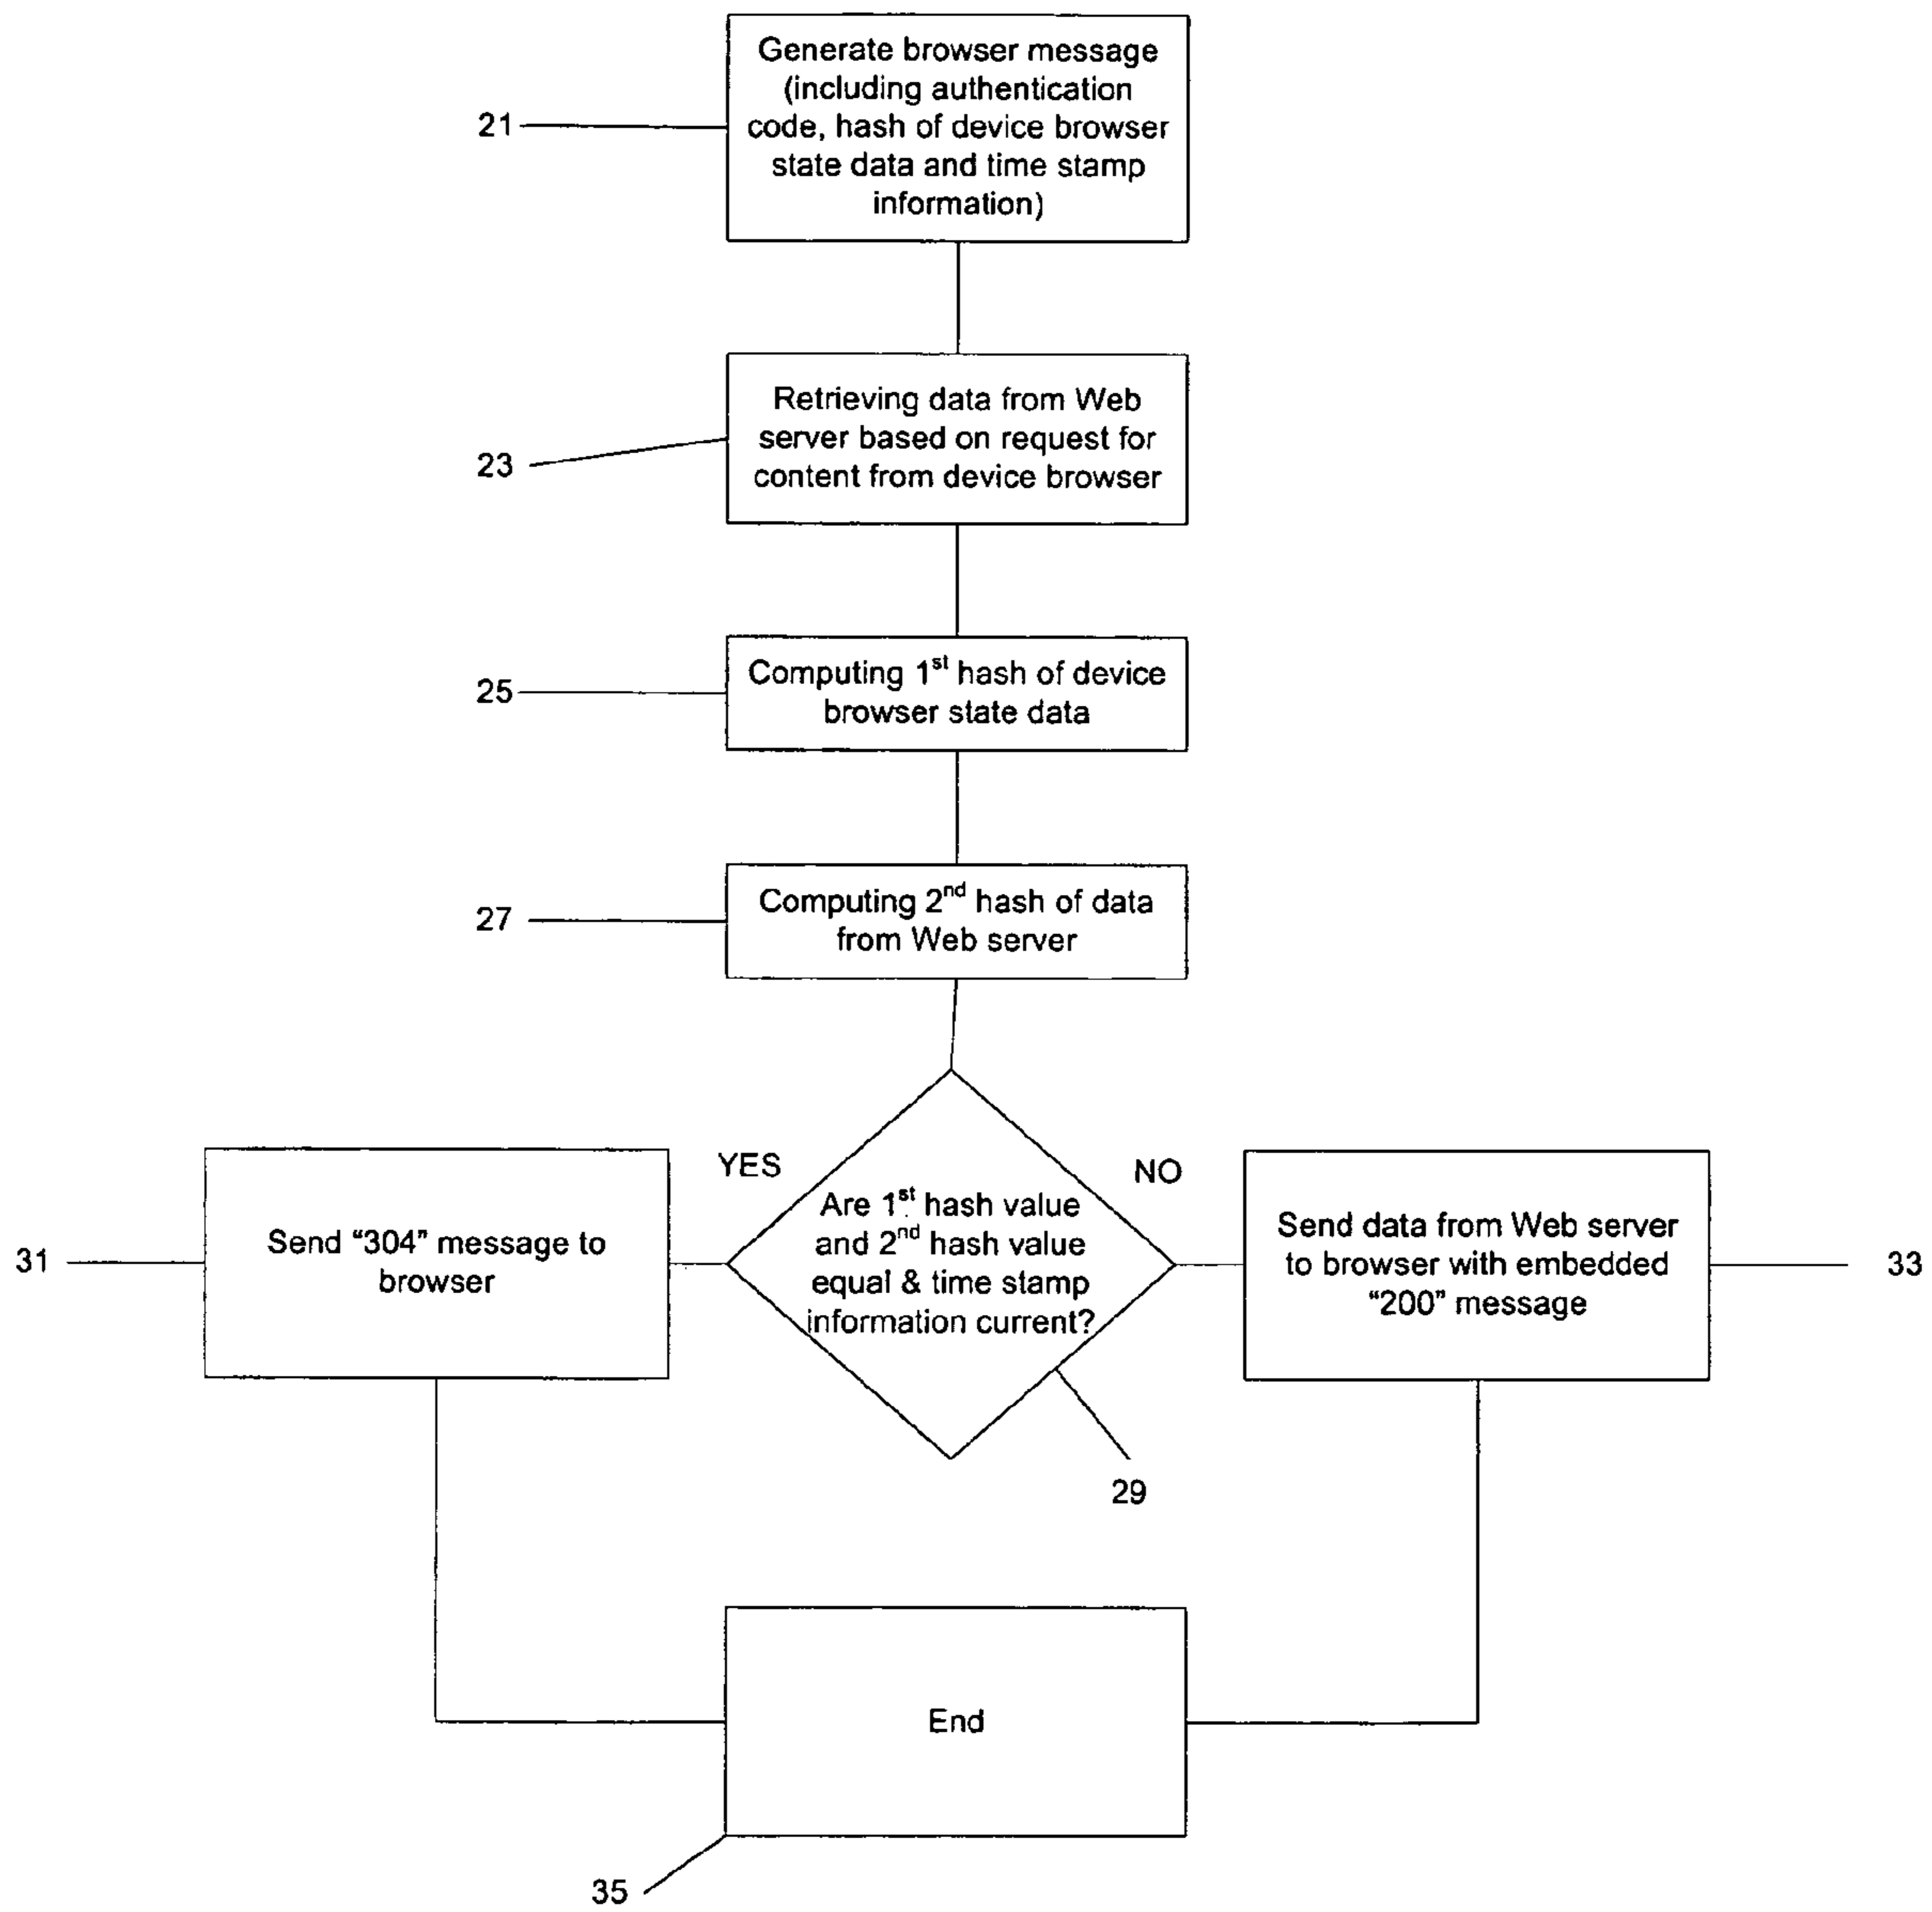 Generate browser message
(including authentication
code, hash of device browser
state data and time stamp
information)
21
Retrieving data from Web
server based on request for
content from device browser
23
Computing 1st hash of device
browser state data
25
Computing 2nd hash of data
from Web server
27
YES
NO
Are 1st hash value
and 2nd hash value
equal & time stamp
information current?
29
Send “304” message to
browser
31
Send data from Web server
to browser with embedded
“200” message
33
End
35